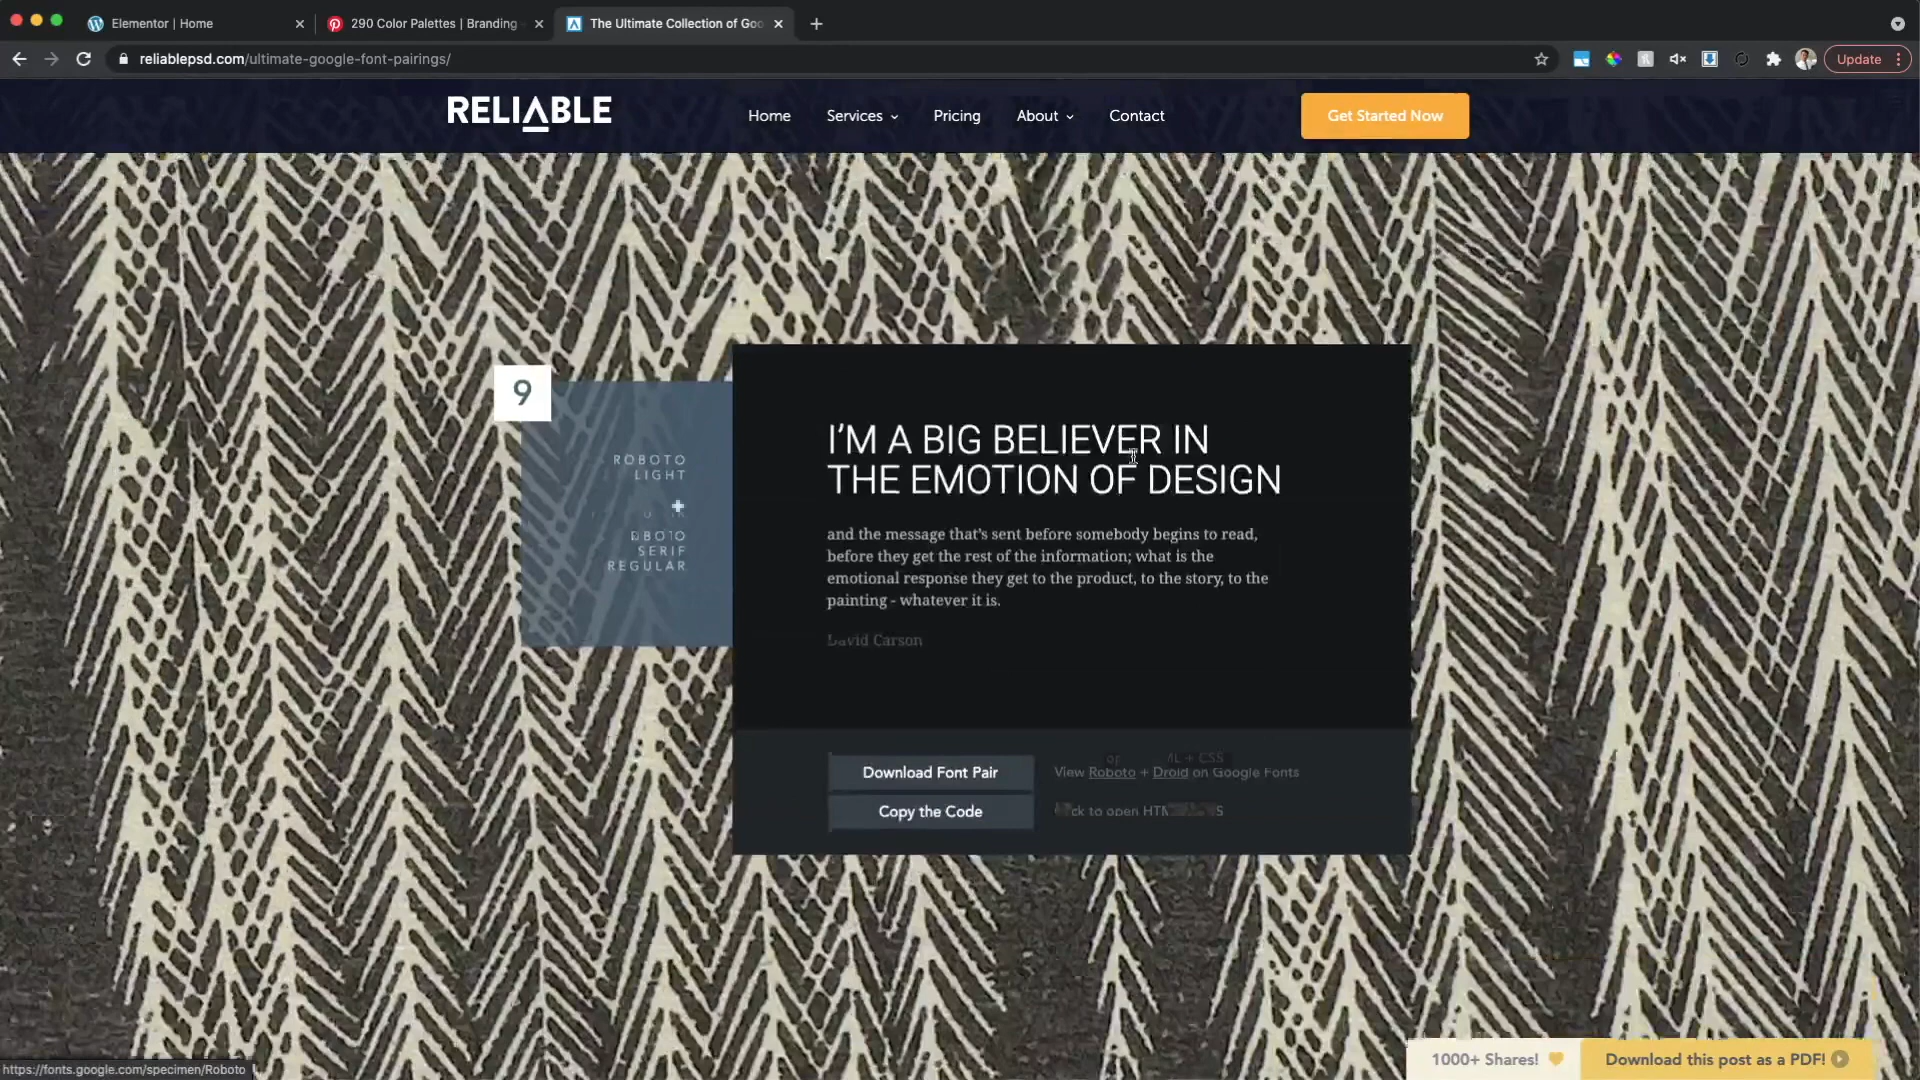 Elementor | Home
290 Color Palettes | Branding
The Ultimate Collection of Goo
reliablepsd.com/ultimate-google-font-pairings/
Update
RELIABLE
Home
Services
Pricing
About
Contact
Get Started Now
9
ROBOTO
LIGHT
+
SERIF
REGULAR
I'M A BIG BELIEVER IN
THE EMOTION OF DESIGN
and the message that's sent before somebody begins to read,
before they get the rest of the information; what is the
emotional response they get to the product, to the story, to the
painting - whatever it is.
David Carson
Download Font Pair
View Roboto + Droid on Google Fonts
Copy the Code
to open
1000+ Shares!
Download this post as a PDF!
https://fonts.google.com/specimen/Roboto